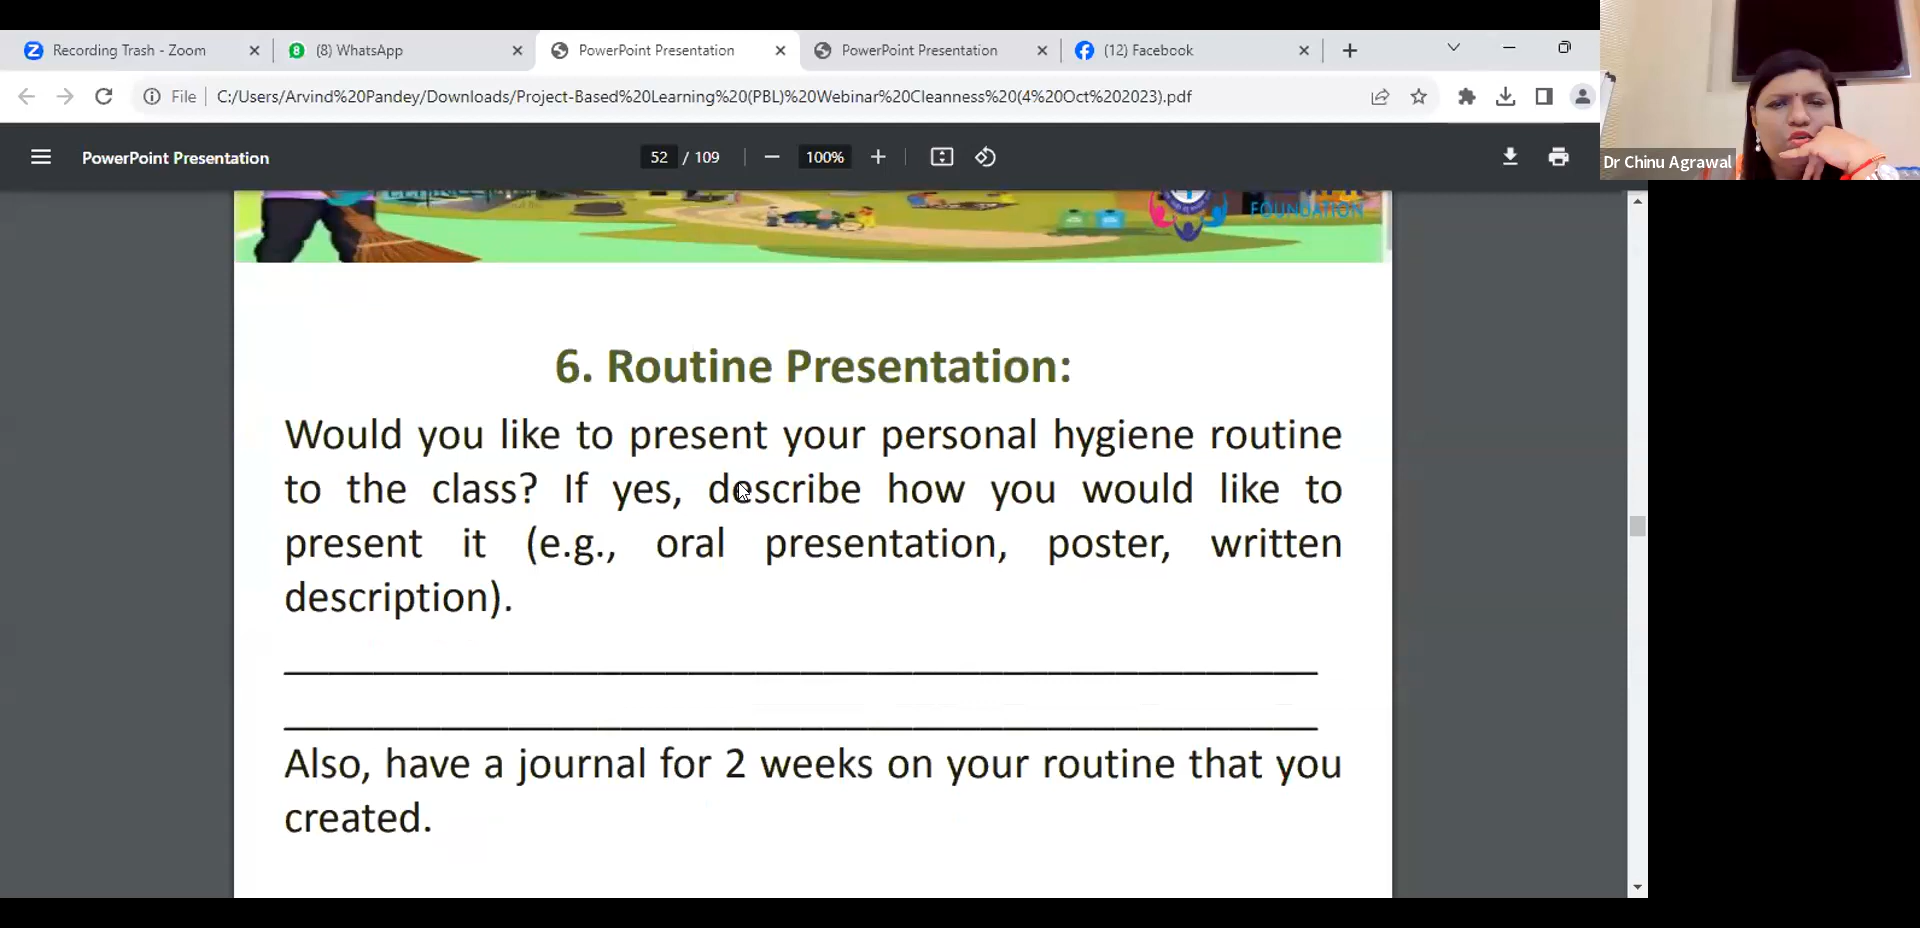 Recording Trash - Zoom
(8) WhatsApp
PowerPoint Presentation
PowerPoint Presentation
(12) Facebook
File
C:/Users/Arvind%20Pandey/Downloads/Project-Based%20Learning%20(PBL)%20Webinar%20Cleanness%20(4%20Oct%202023).pdf
Dr Chinu Agrawal
PowerPoint Presentation
52 / 109
100%
FOUNDATION
6. Routine Presentation:
Would you like to present your personal hygiene routine
to the class? If yes, describe how you would like to
present it (e.g., oral presentation, poster, written
description).
Also, have a journal for 2 weeks on your routine that you
created.